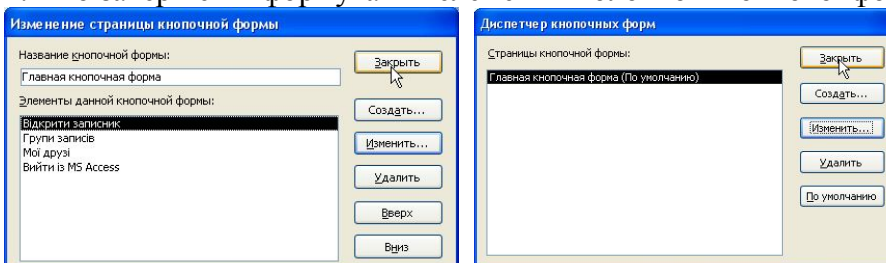 Изменение страницы кнопочной формы
Название кнопочной формы:
Главная кнопочная форма
Элементы данной кнопочной формы:
Відкрити записник
Групи записів
Мої друзі
Вийти із MS Access
Закрыть
Создать...
Изменить...
Удалить
Вверх
Вниз
Диспетчер кнопочных форм
Страницы кнопочной формы:
Главная кнопочная форма (По умолчанию)
Закрыть
Создать...
Изменить...
Удалить
По умолчанию